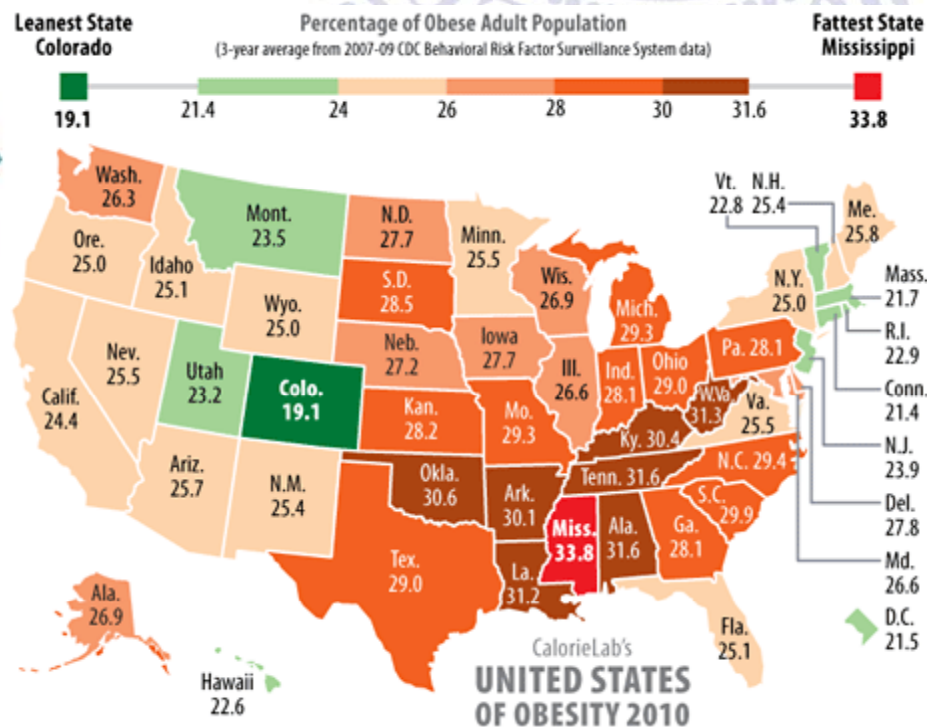 Leanest State
Colorado
19.1
Percentage of Obese Adult Population
(3-year average from 2007-09 CDC Behavioral Risk Factor Surveillance System data)
Fattest State
Mississippi
33.8
21.4 24 26 28 30 31.6
Wash.
26.3
Ore.
25.0
Idaho
25.1
Mont.
23.5
N.D.
27.7
Minn.
25.5
S.D.
28.5
Wyo.
25.0
Wis.
26.9
Mich.
29.3
Vt.
22.8
N.H.
25.4
Me.
25.8
N.Y.
25.0
Mass.
21.7
R.I.
22.9
Conn.
21.4
N.J.
23.9
Del.
27.8
Md.
26.6
D.C.
21.5
Calif.
24.4
Nev.
25.5
Utah
23.2
Colo.
19.1
Neb.
27.2
Iowa
27.7
Ill.
26.6
Ind.
28.1
Ohio
29.0
Pa. 28.1
W.Va.
31.3
Va.
25.5
Kan.
28.2
Mo.
29.3
Ky. 30.4
N.C. 29.4
Tenn. 31.6
S.C.
29.9
Ariz.
25.7
N.M.
25.4
Okla.
30.6
Ark.
30.1
Miss.
33.8
Ala.
31.6
Ga.
28.1
Tex.
29.0
La.
31.2
Fla.
25.1
Ala.
26.9
Hawaii
22.6
CalorieLab's
UNITED STATES
OF OBESITY 2010